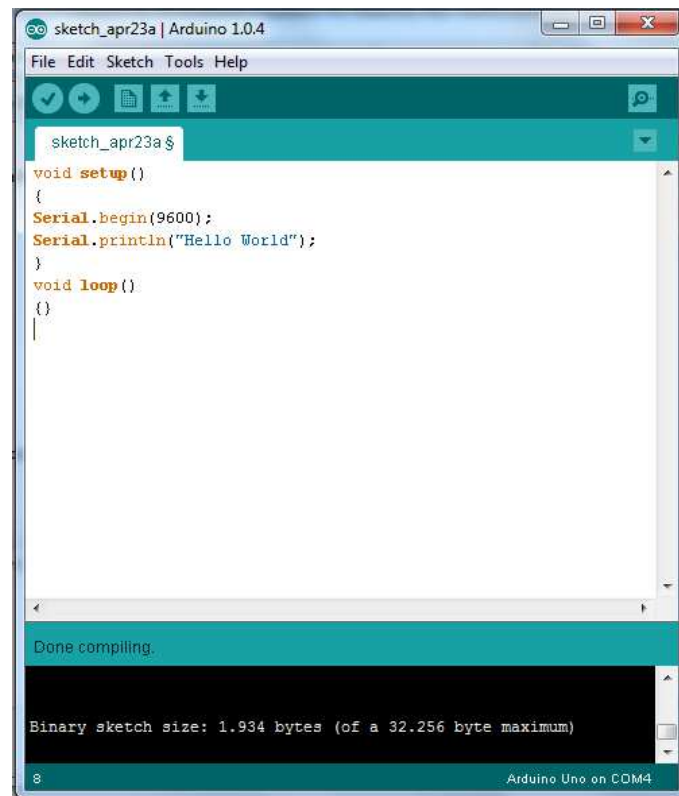 sketch_apr23a | Arduino 1.0.4
File Edit Sketch Tools Help
sketch_apr23a §
void setup()
{
Serial.begin(9600);
Serial.println("Hello World");
}
void loop()
{}
Done compiling.
Binary sketch size: 1.934 bytes (of a 32.256 byte maximum)
8 Arduino Uno on COM4